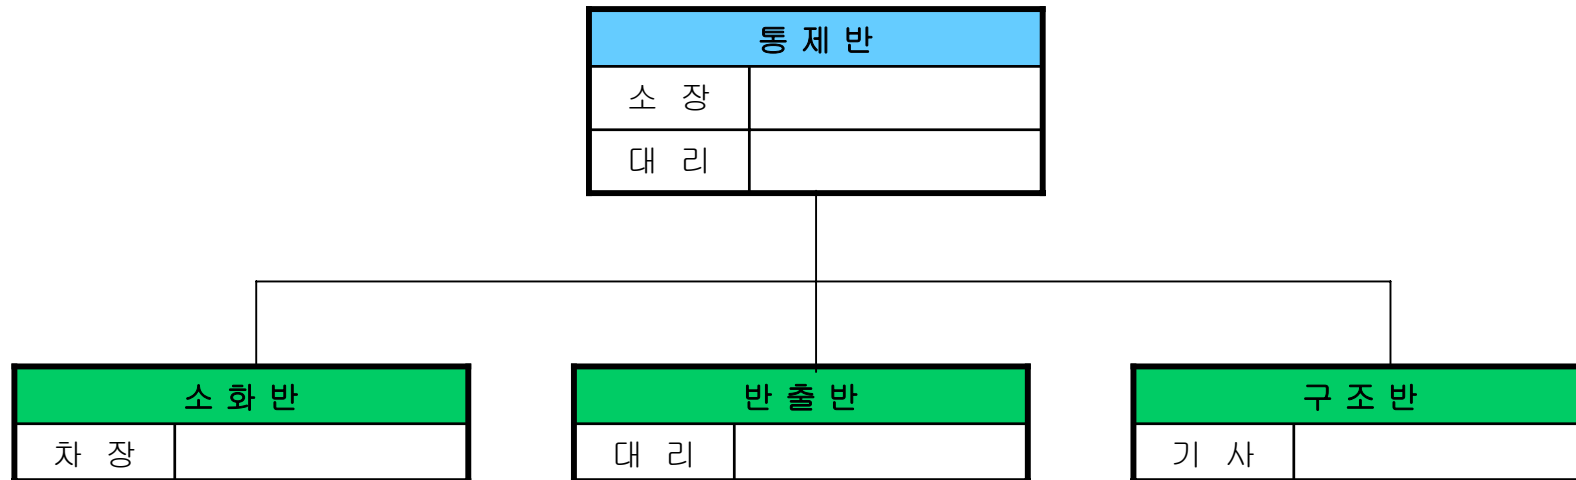 통 제 반
소 장
대 리
소 화 반
차 장
반 출 반
대 리
구 조 반
기 사